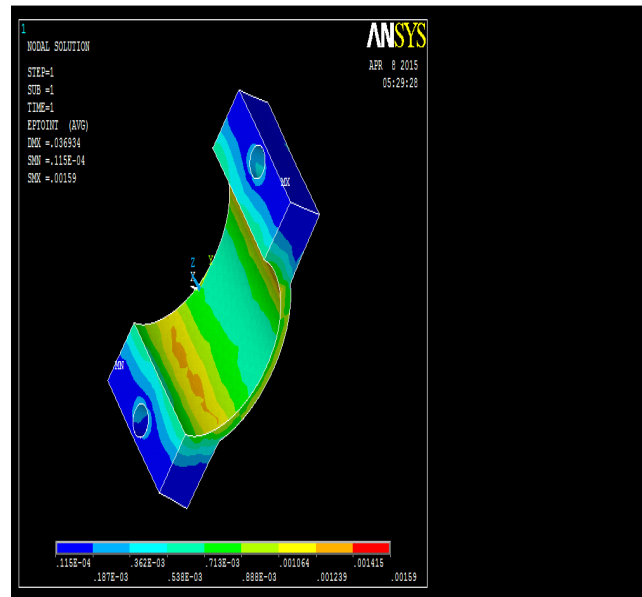 1
ANSYS
NODAL SOLUTION
APR 8 2015
05:29:28
STEP=1
SUB =1
TIME=1
EPTOINT (AVG)
DMX =.036934
SMN =.115E-04
SMX =.00159
MX
Z
Y
X
MN
.115E-04 .362E-03 .713E-03 .001064 .001415
.187E-03 .538E-03 .888E-03 .001239 .00159